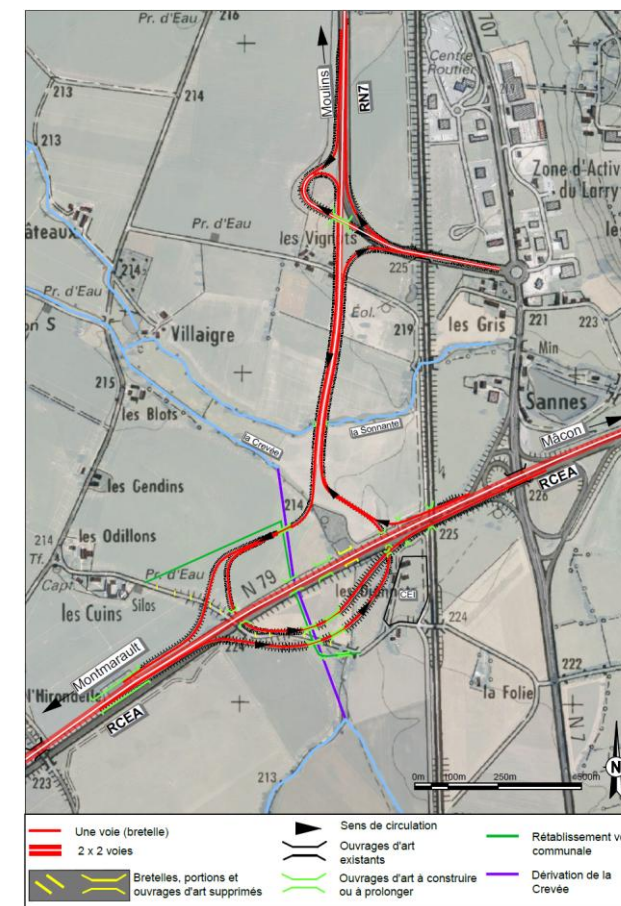 Pr. d'Eau
216
707
Moulins
RN7
Centre
Routier
213
214
213
Zone d'Activ
du Larry
Pr. d'Eau
les Vignots
âteaux
225
214
Pr. d'Eau
Éol.
219
les Gris
221
223
on S
Villaigre
Min
215
les Blots
la Sonnante
Sannes
la Crevée
Mâcon
RCEA
les Gendins
226
214
214
les Odillons
225
Tf.
Pr. d'Eau
N 79
Capt.
CEI
les Cuins
Silos
224
Montmarault
222
la Folie
l'Hirondelle
N 7
RCEA
223
213
0m
100m
250m
500m
N
Une voie (bretelle)
2 x 2 voies
Bretelles, portions et
ouvrages d'art supprimés
Sens de circulation
Ouvrages d'art
existants
Ouvrages d'art à construire
ou à prolonger
Rétablissement v
communale
Dérivation de la
Crevée